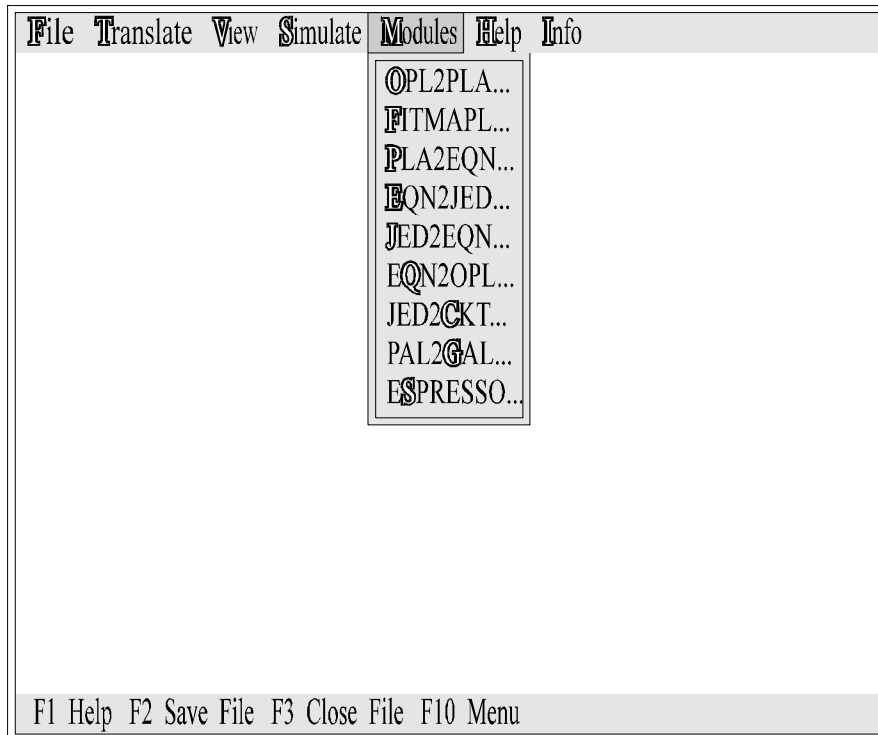 File Translate View Simulate Modules Help Info
OPL2PLA...
FITMAPL...
PLA2EQN...
EQN2JED...
JED2EQN...
EQN2OPL...
JED2CKT...
PAL2GAL...
ESPRESSO...
F1 Help F2 Save File F3 Close File F10 Menu